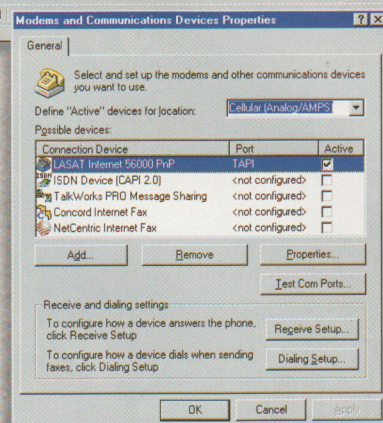 Modems and Communications Devices Properties
General
Select and set up the modems and other communications devices
you want to use.
Define "Active" devices for location:
Cellular (Analog/AMPS)
Possible devices:
Connection Device Port Active
LASAT Internet 56000 PnP TAPI
ISDN Device (CAPI 2.0) <not configured>
TalkWorks PRO Message Sharing <not configured>
Concord Internet Fax <not configured>
NetCentric Internet Fax <not configured>
Add... Remove Properties...
Test Com Ports...
Receive and dialing settings
To configure how a device answers the phone,
click Receive Setup
Receive Setup...
To configure how a device dials when sending
faxes, click Dialing Setup
Dialing Setup...
OK Cancel Apply